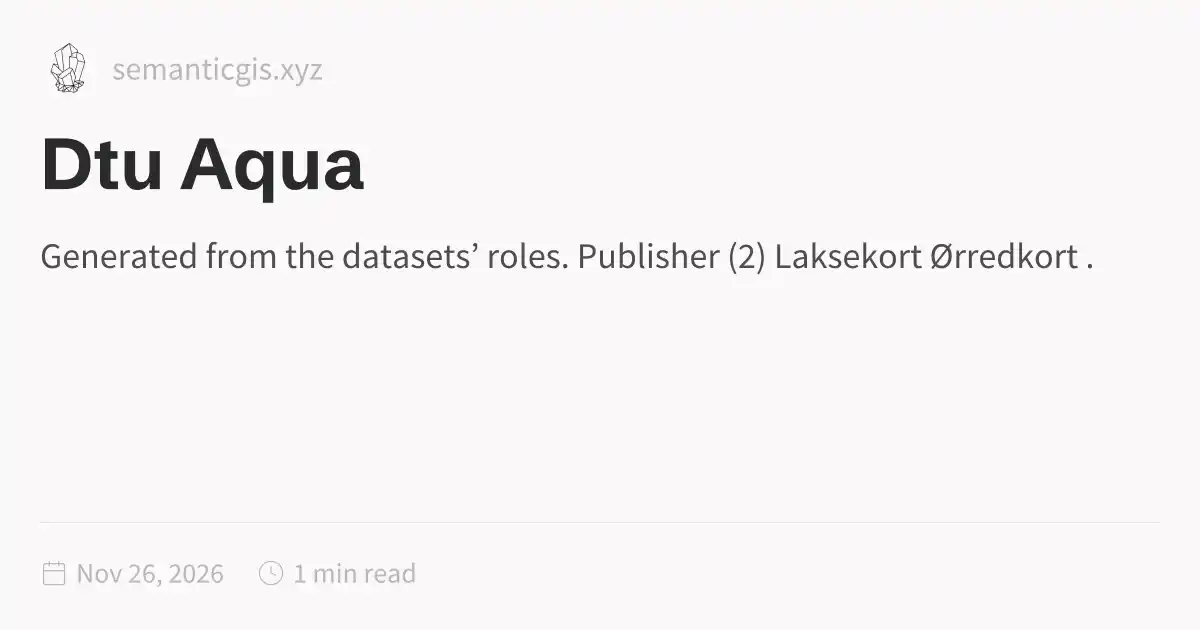 semanticgis.xyz
Dtu Aqua
Generated from the datasets’ roles. Publisher (2) Laksekort Ørredkort .
Nov 26, 2026 1 min read